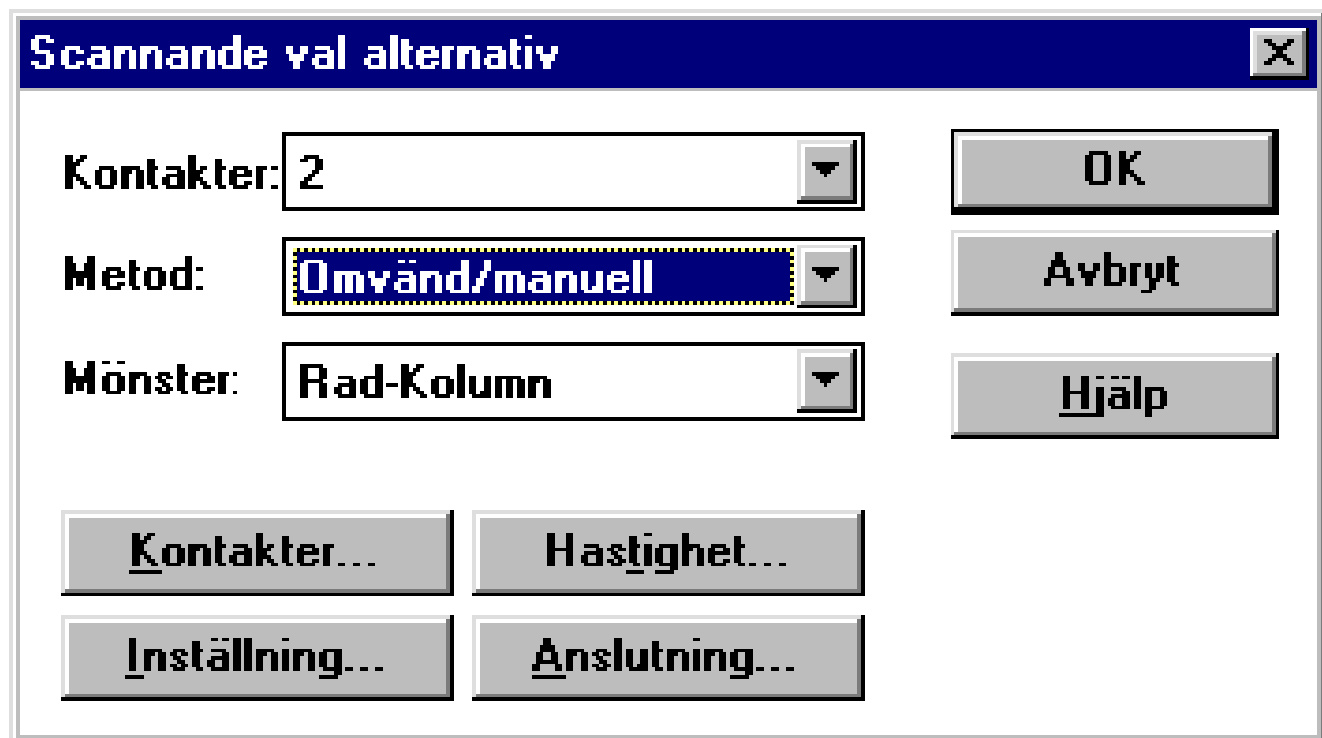 Scannande val alternativ
Kontakter: 2
Metod: Omvänd/manuell
Mönster: Rad-Kolumn
OK
Avbryt
Hjälp
Kontakter... Hastighet...
Inställning... Anslutning...